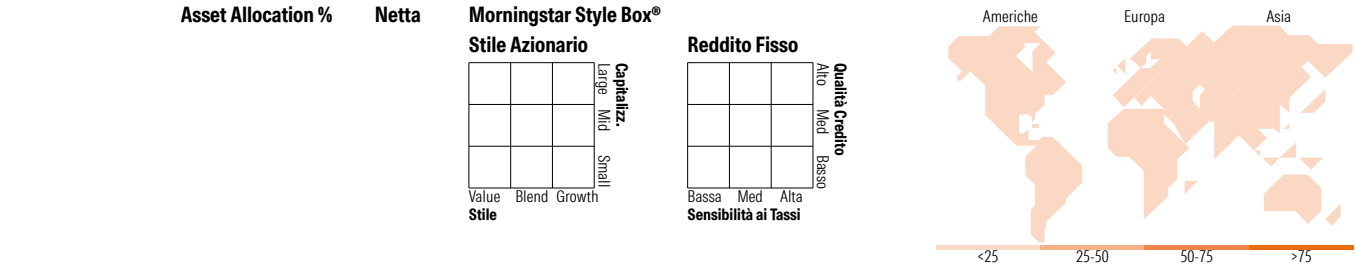 Asset Allocation % Netta
Morningstar Style Box®
Stile Azionario
Large Mid Small
Capitalizz.
Value Blend Growth
Stile
Reddito Fisso
Alto Med Basso
Qualità Credito
Bassa Med Alta
Sensibilità ai Tassi
Americhe Europa Asia
<25 25-50 50-75 >75